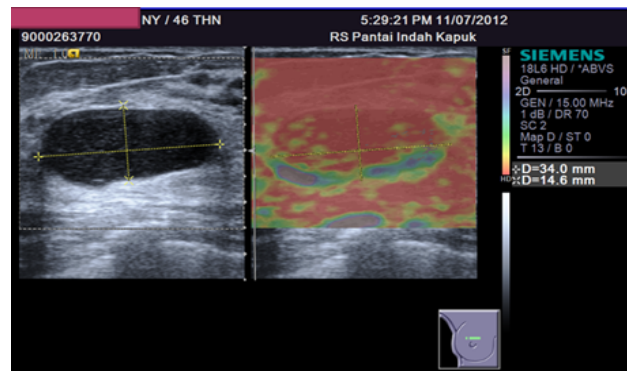 NY / 46 THN
5:29:21 PM 11/07/2012
9000263770
RS Pantai Indah Kapuk
SIEMENS
18L6 HD / *ABVS
General
2D
10
GEN / 15.00 MHz
1 dB / DR 70
SC 2
Map D / ST 0
T 13 / B 0
D=34.0 mm
D=14.6 mm
HD